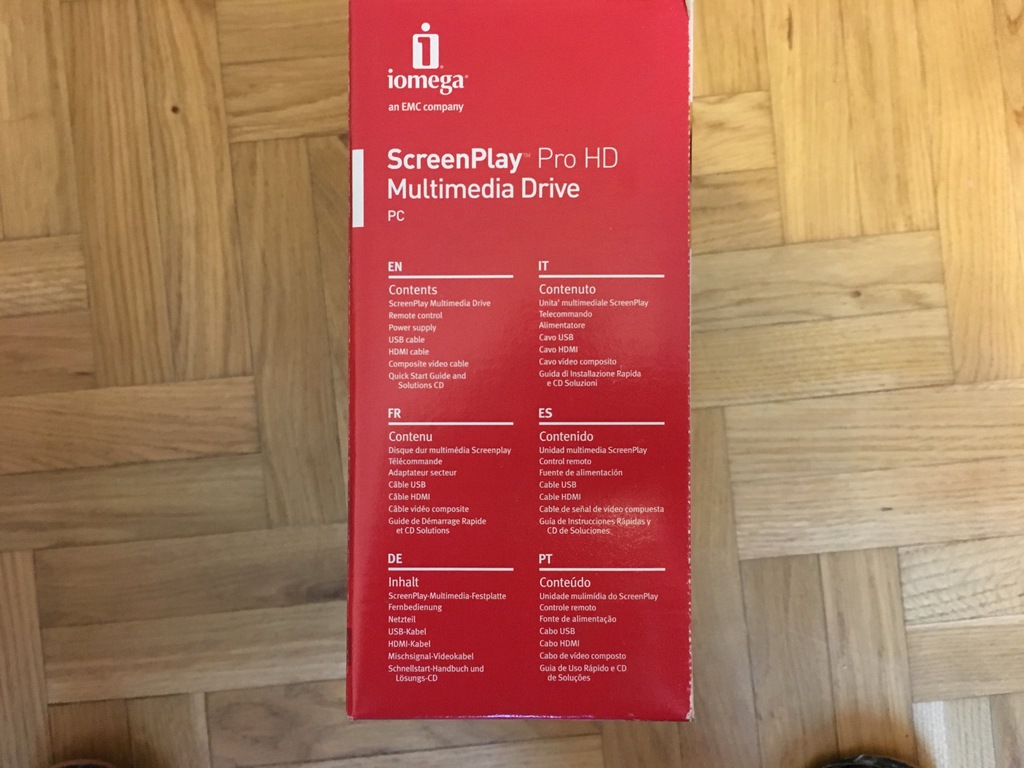 iomega®
an EMC company
ScreenPlay™ Pro HD
Multimedia Drive
PC
EN
Contents
ScreenPlay Multimedia Drive
Remote control
Power supply
USB cable
HDMI cable
Composite video cable
Quick Start Guide and
Solutions CD
IT
Contenuto
Unita' multimediale ScreenPlay
Telecommando
Alimentatore
Cavo USB
Cavo HDMI
Cavo video composito
Guida di Installazione Rapida
e CD Soluzioni
FR
Contenu
Disque dur multimédia Screenplay
Télécommande
Adaptateur secteur
Câble USB
Câble HDMI
Câble vidéo composite
Guide de Démarrage Rapide
et CD Solutions
ES
Contenido
Unidad multimedia ScreenPlay
Control remoto
Fuente de alimentación
Cable USB
Cable HDMI
Cable de señal de vídeo compuesta
Guía de Instrucciones Rápidas y
CD de Soluciones
DE
Inhalt
ScreenPlay-Multimedia-Festplatte
Fernbedienung
Netzteil
USB-Kabel
HDMI-Kabel
Mischsignal-Videokabel
Schnellstart-Handbuch und
Lösungs-CD
PT
Conteúdo
Unidade mulimídia do ScreenPlay
Controle remoto
Fonte de alimentação
Cabo USB
Cabo HDMI
Cabo de vídeo composto
Guia de Uso Rápido e CD
de Soluções